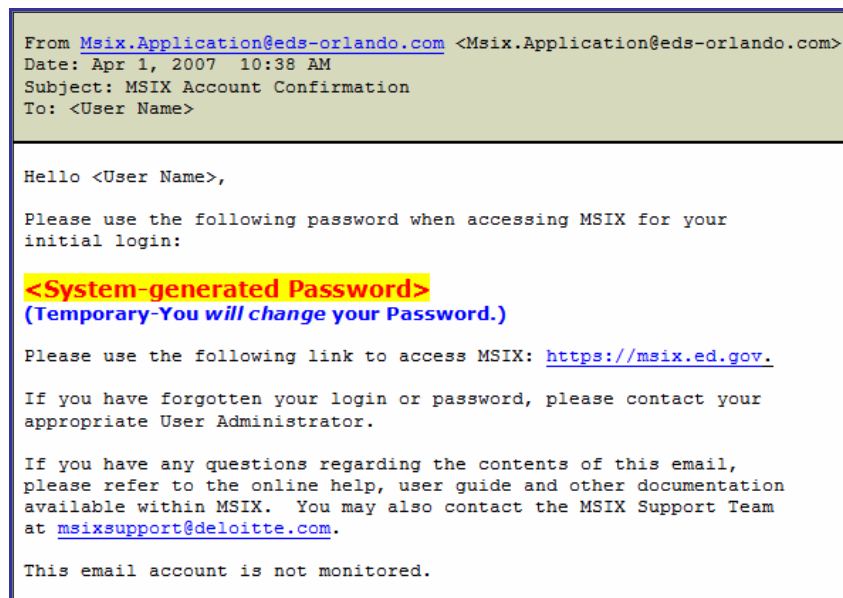 From Msix.Application@eds-orlando.com <Msix.Application@eds-orlando.com>
Date: Apr 1, 2007  10:38 AM
Subject: MSIX Account Confirmation
To: <User Name>
Hello <User Name>,
Please use the following password when accessing MSIX for your
initial login:
<System-generated Password>
(Temporary-You will change your Password.)
Please use the following link to access MSIX: https://msix.ed.gov.
If you have forgotten your login or password, please contact your
appropriate User Administrator.
If you have any questions regarding the contents of this email,
please refer to the online help, user guide and other documentation
available within MSIX.  You may also contact the MSIX Support Team
at msixsupport@deloitte.com.
This email account is not monitored.